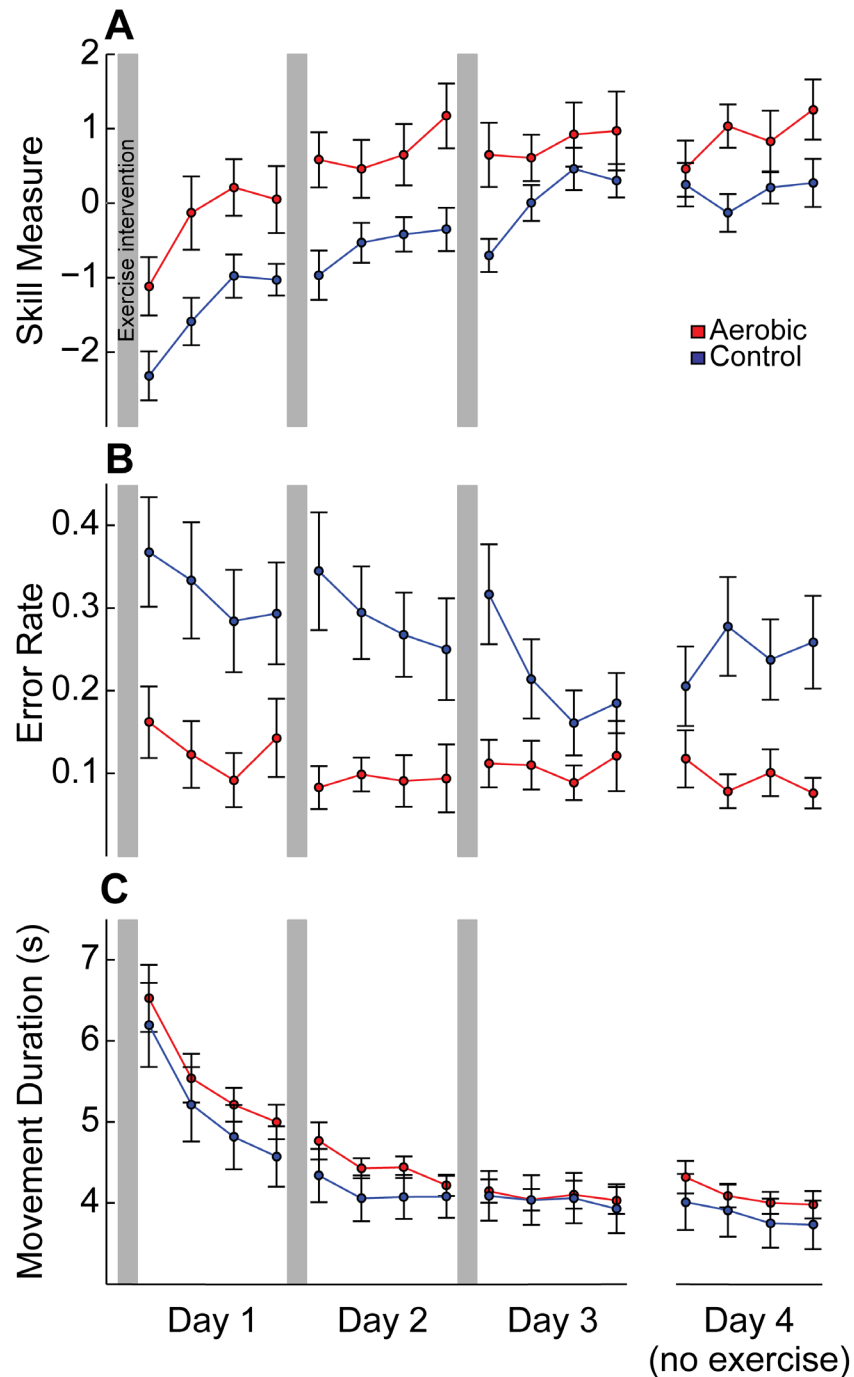 A
2
1
0
−1
−2
Skill Measure
Exercise intervention
Aerobic
Control
B
0.4
0.3
0.2
0.1
Error Rate
C
7
6
5
4
Movement Duration (s)
Day 1
Day 2
Day 3
Day 4
(no exercise)